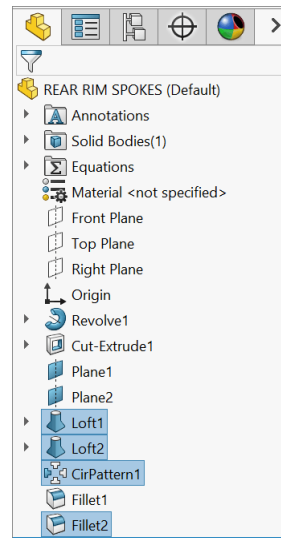 REAR RIM SPOKES (Default)
Annotations
Solid Bodies(1)
Equations
Material <not specified>
Front Plane
Top Plane
Right Plane
Origin
Revolve1
Cut-Extrude1
Plane1
Plane2
Loft1
Loft2
CirPattern1
Fillet1
Fillet2